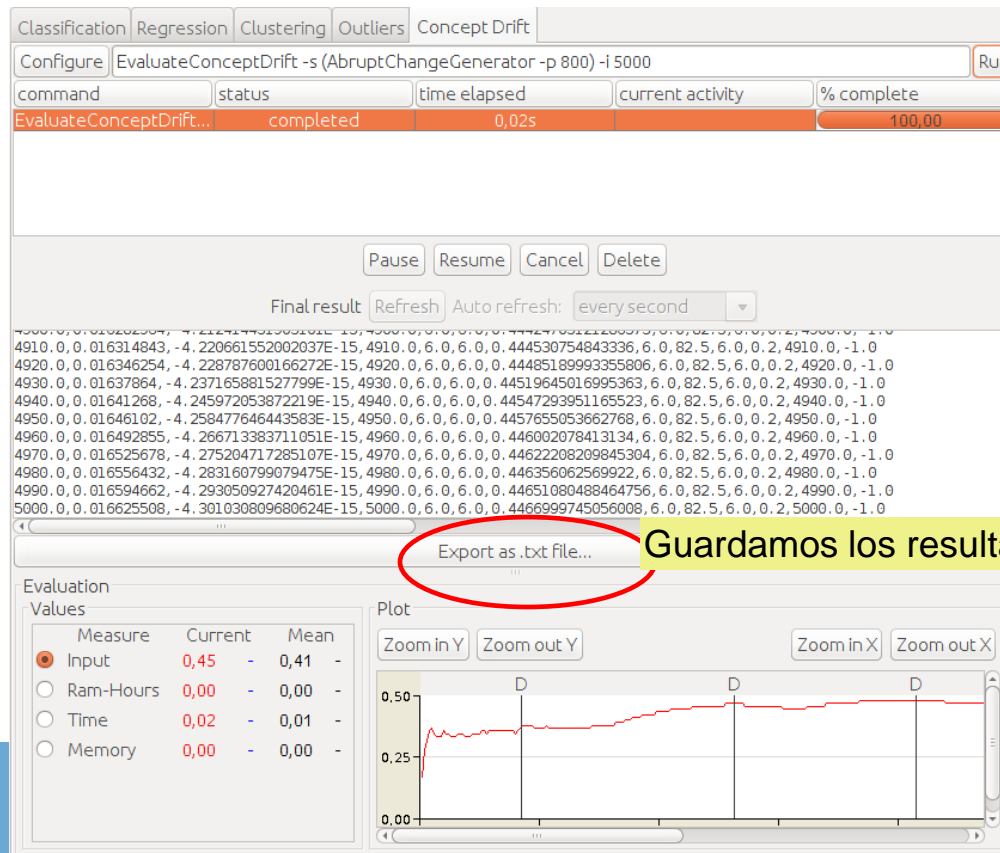 Classification Regression Clustering Outliers Concept Drift
Configure EvaluateConceptDrift -s (AbruptChangeGenerator -p 800) -i 5000
command status time elapsed current activity % complete
EvaluateConceptDrift... completed 0,02s 100,00
Pause Resume Cancel Delete
Final result Refresh Auto refresh: every second
4910.0,0.016314843,-4.220661552002037E-15,4910.0,6.0,6.0,0.444530754843336,6.0,82.5,6.0,0.2,4910.0,-1.0
4920.0,0.016346254,-4.228787600166272E-15,4920.0,6.0,6.0,0.44485189993355806,6.0,82.5,6.0,0.2,4920.0,-1.0
4930.0,0.01637864,-4.237165881527799E-15,4930.0,6.0,6.0,0.44519645016995363,6.0,82.5,6.0,0.2,4930.0,-1.0
4940.0,0.01641268,-4.245972053872219E-15,4940.0,6.0,6.0,0.44547293951165523,6.0,82.5,6.0,0.2,4940.0,-1.0
4950.0,0.01646102,-4.258477646443583E-15,4950.0,6.0,6.0,0.44576550536627​68,6.0,82.5,6.0,0.2,4950.0,-1.0
4960.0,0.016492855,-4.266713383711051E-15,4960.0,6.0,6.0,0.446002078413134,6.0,82.5,6.0,0.2,4960.0,-1.0
4970.0,0.016525678,-4.275204717285107E-15,4970.0,6.0,6.0,0.44622208209845304,6.0,82.5,6.0,0.2,4970.0,-1.0
4980.0,0.016556432,-4.283160799079475E-15,4980.0,6.0,6.0,0.446356062569922,6.0,82.5,6.0,0.2,4980.0,-1.0
4990.0,0.016594662,-4.293050927420461E-15,4990.0,6.0,6.0,0.44651080488464756,6.0,82.5,6.0,0.2,4990.0,-1.0
5000.0,0.016625508,-4.301030809680624E-15,5000.0,6.0,6.0,0.4466999745056008,6.0,82.5,6.0,0.2,5000.0,-1.0
Export as .txt file...
Guardamos los
Evaluation
Values
Measure Current Mean
Input 0,45 - 0,41 -
Ram-Hours 0,00 - 0,00 -
Time 0,02 - 0,01 -
Memory 0,00 - 0,00 -
Plot
Zoom in Y Zoom out Y Zoom in X Zoom out X
D D D
0,50
0,25
0,00